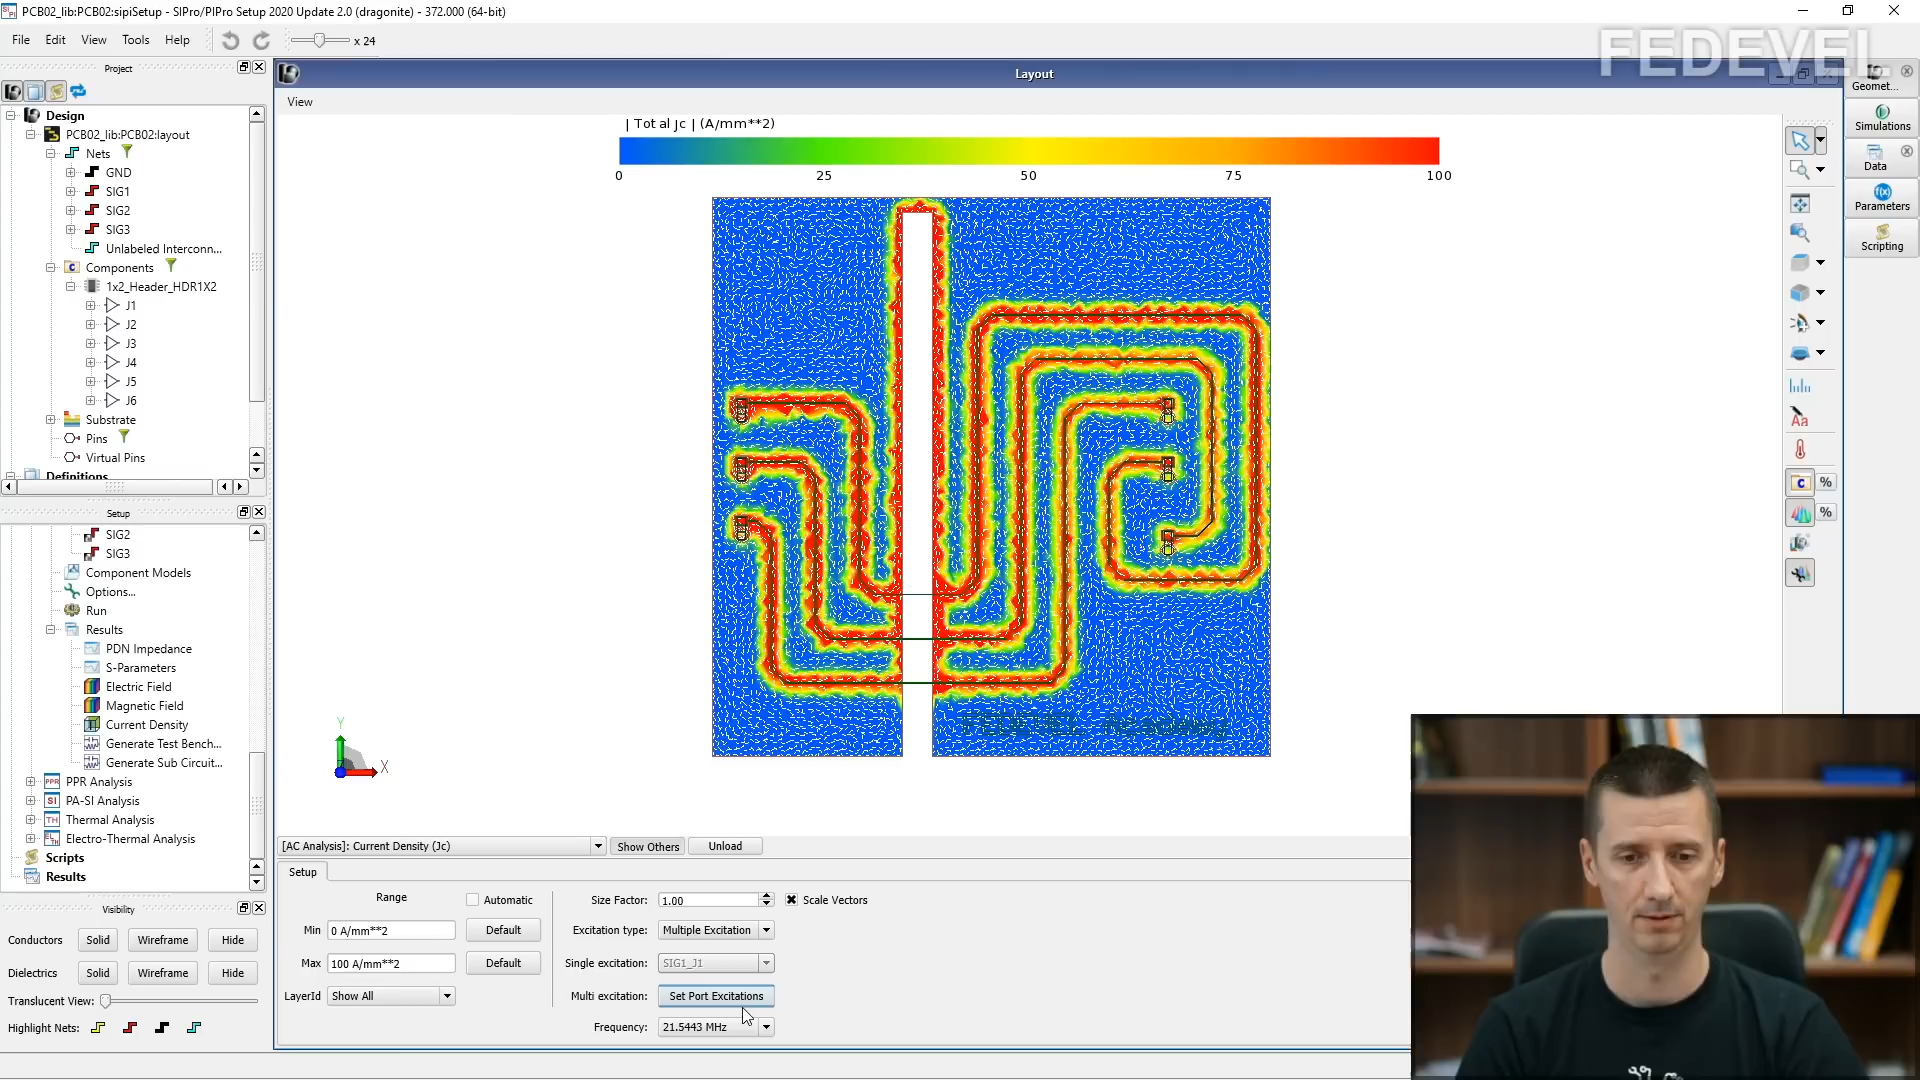 PCB02_lib:PCB02:sipiSetup - SIPro/PIPro Setup 2020 Update 2.0 (dragonite) - 372.000 (64-bit)
File Edit View Tools Help x 24
FEDEVEL
Project
Design
PCB02_lib:PCB02:layout
Nets
GND
SIG1
SIG2
SIG3
Unlabeled Interconn...
Components
1x2_Header_HDR1X2
J1
J2
J3
J4
J5
J6
Substrate
Pins
Virtual Pins
Definitions
Setup
SIG2
SIG3
Component Models
Options...
Run
Results
PDN Impedance
S-Parameters
Electric Field
Magnetic Field
Current Density
Generate Test Bench...
Generate Sub Circuit...
PPR Analysis
PA-SI Analysis
Thermal Analysis
Electro-Thermal Analysis
Scripts
Results
Visibility
Conductors Solid Wireframe Hide
Dielectrics Solid Wireframe Hide
Translucent View:
Highlight Nets:
Layout
View
| Total Jc | (A/mm**2)
0 25 50 75 100
FEDEVEL Academy
Y
X
[AC Analysis]: Current Density (Jc) Show Others Unload
Setup
Range Automatic
Min 0 A/mm**2 Default
Max 100 A/mm**2 Default
LayerId Show All
Size Factor: 1.00 Scale Vectors
Excitation type: Multiple Excitation
Single excitation: SIG1_J1
Multi excitation: Set Port Excitations
Frequency: 21.5443 MHz
Geomet...
Simulations
Data
Parameters
Scripting